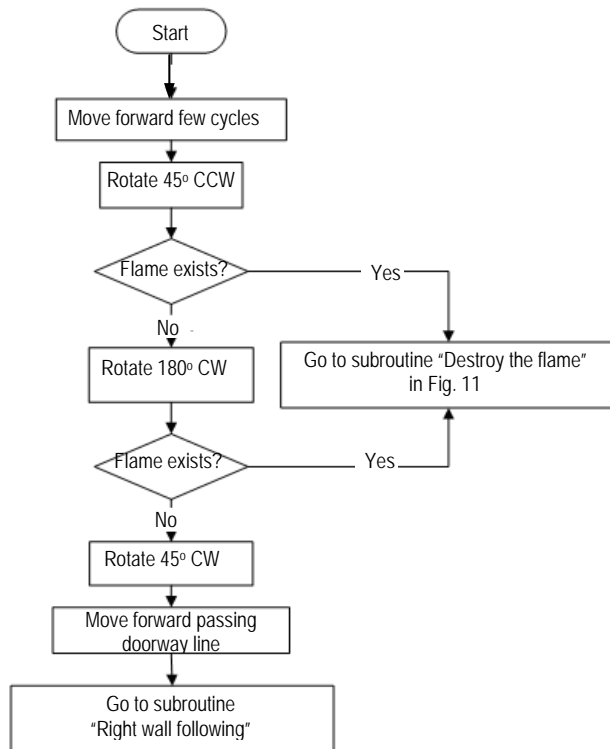 Start
Move forward few cycles
Rotate 45º CCW
Flame exists?
Yes
No
Rotate 180º CW
Go to subroutine “Destroy the flame”
in Fig. 11
Flame exists?
Yes
No
Rotate 45º CW
Move forward passing
doorway line
Go to subroutine
“Right wall following”